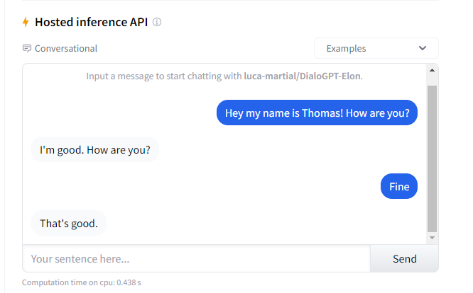 Hosted inference API
Conversational
Examples
Input a message to start chatting with luca-martial/DialoGPT-Elon.
Hey my name is Thomas! How are you?
I'm good. How are you?
Fine
That's good.
Your sentence here...
Send
Computation time on cpu: 0.438 s